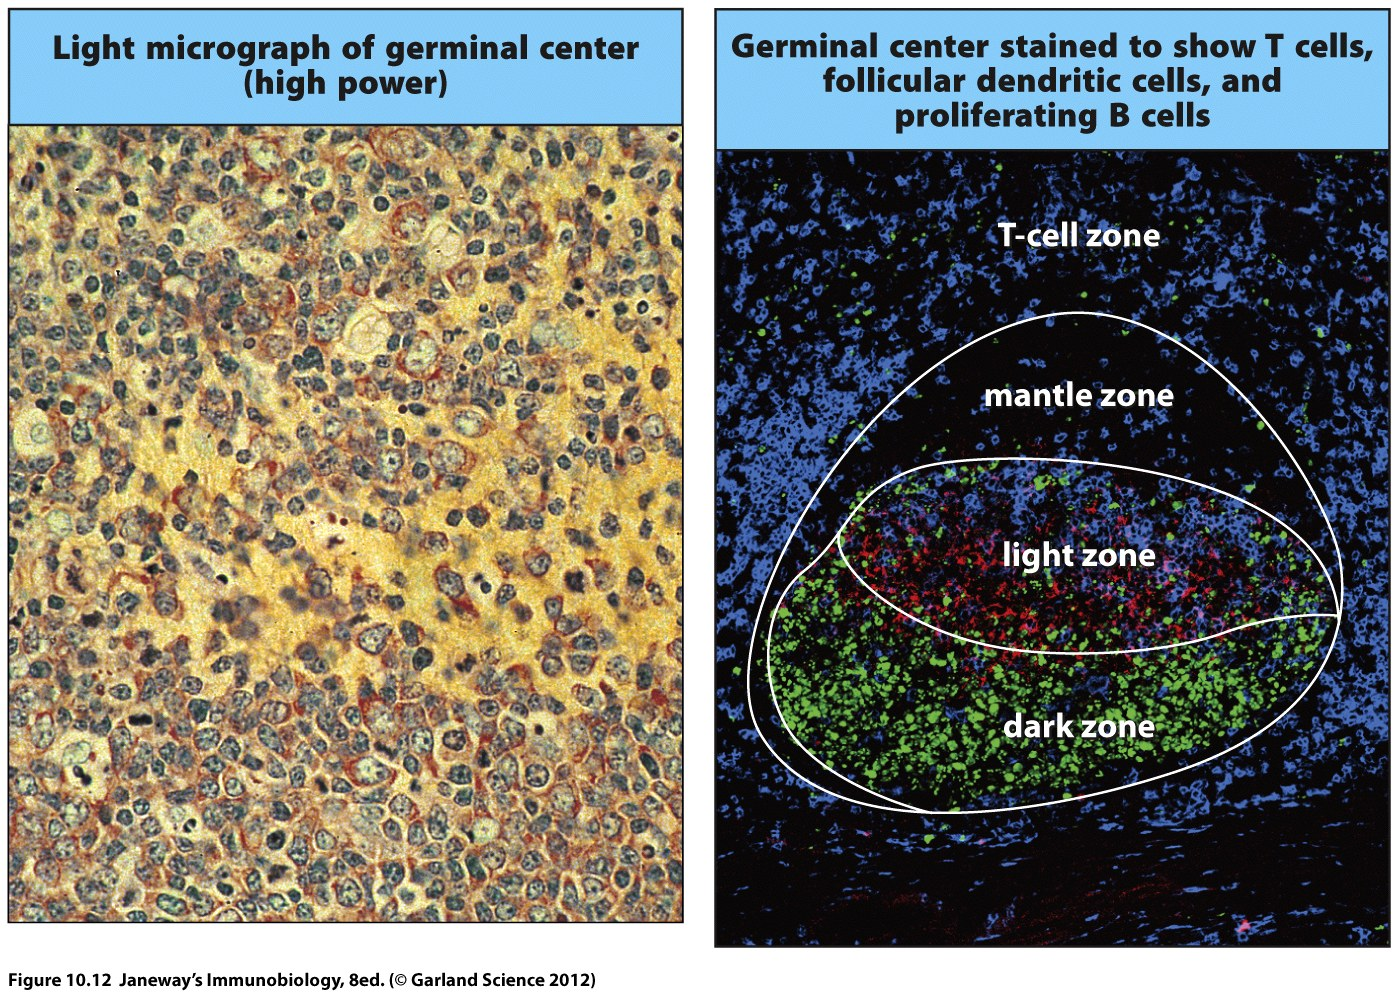 Light micrograph of germinal center
(high power)
Germinal center stained to show T cells,
follicular dendritic cells, and
proliferating B cells
T-cell zone
mantle zone
light zone
dark zone
Figure 10.12 Janeway’s Immunobiology, 8ed. (© Garland Science 2012)